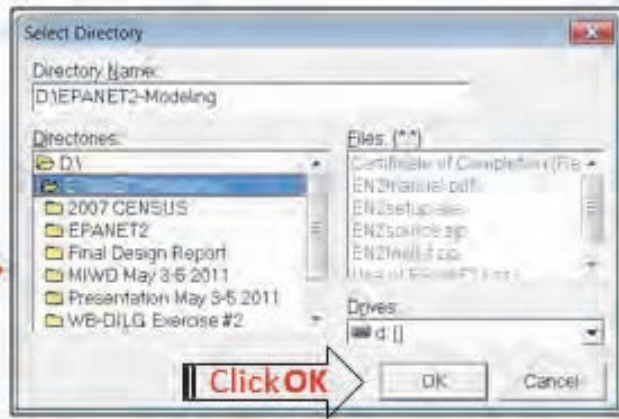 Select Directory
Directory Name:
D:\EPANET2-Modeling
Directories:
Files: (*.*)
D:\
2007 CENSUS
EPANET2
Final Design Report
MIWD May 3-5 2011
Presentation May 3-5 2011
WB-DILG Exercise #2
Certificate of Completion (Re
EN2manual.pdf
EN2setup.exe
EN2source.zip
Drives:
d: []
Click OK
OK
Cancel